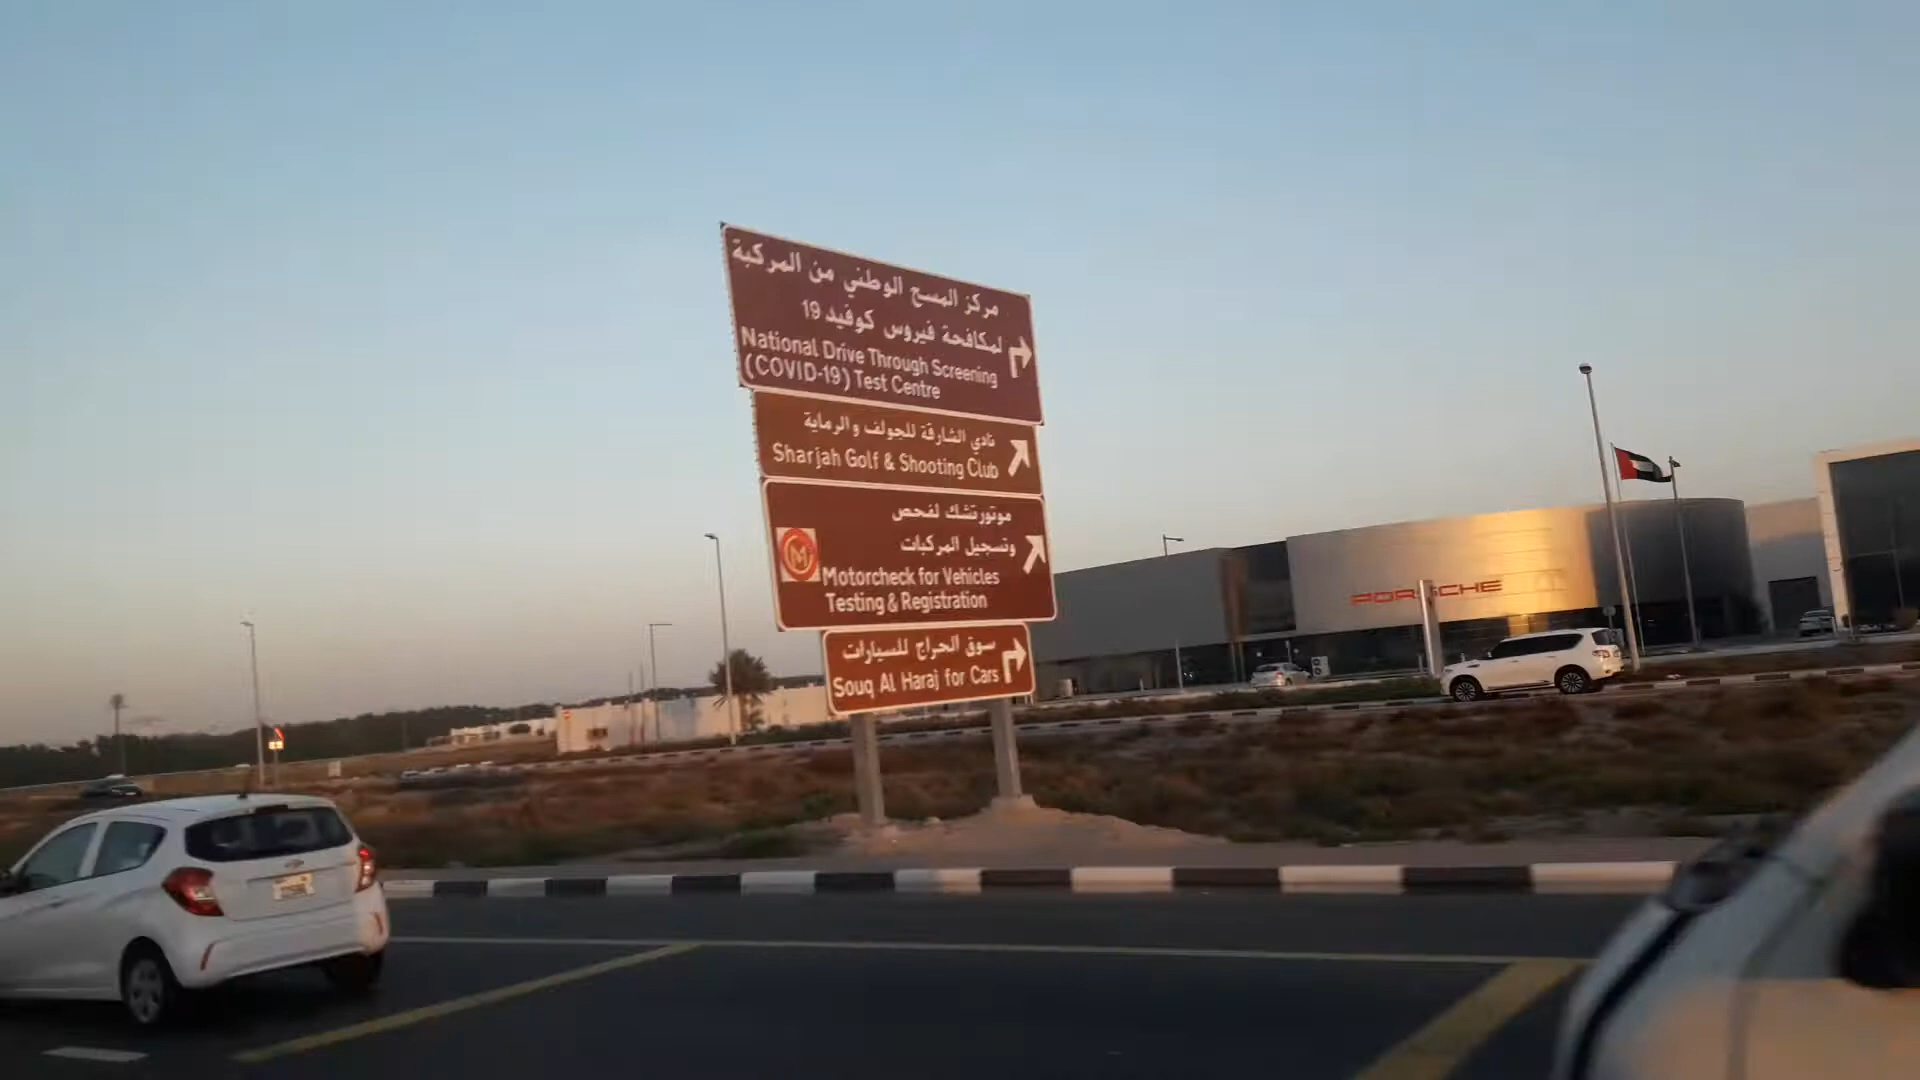 مركز المسح الوطني من المركبة
لمكافحة فيروس كوفيد 19
National Drive Through Screening
(COVID-19) Test Centre
نادي الشارقة للجولف والرماية
Sharjah Golf & Shooting Club
موتورتشك لفحص
وتسجيل المركبات
M
Motorcheck for Vehicles
Testing & Registration
سوق الحراج للسيارات
Souq Al Haraj for Cars
PORSCHE